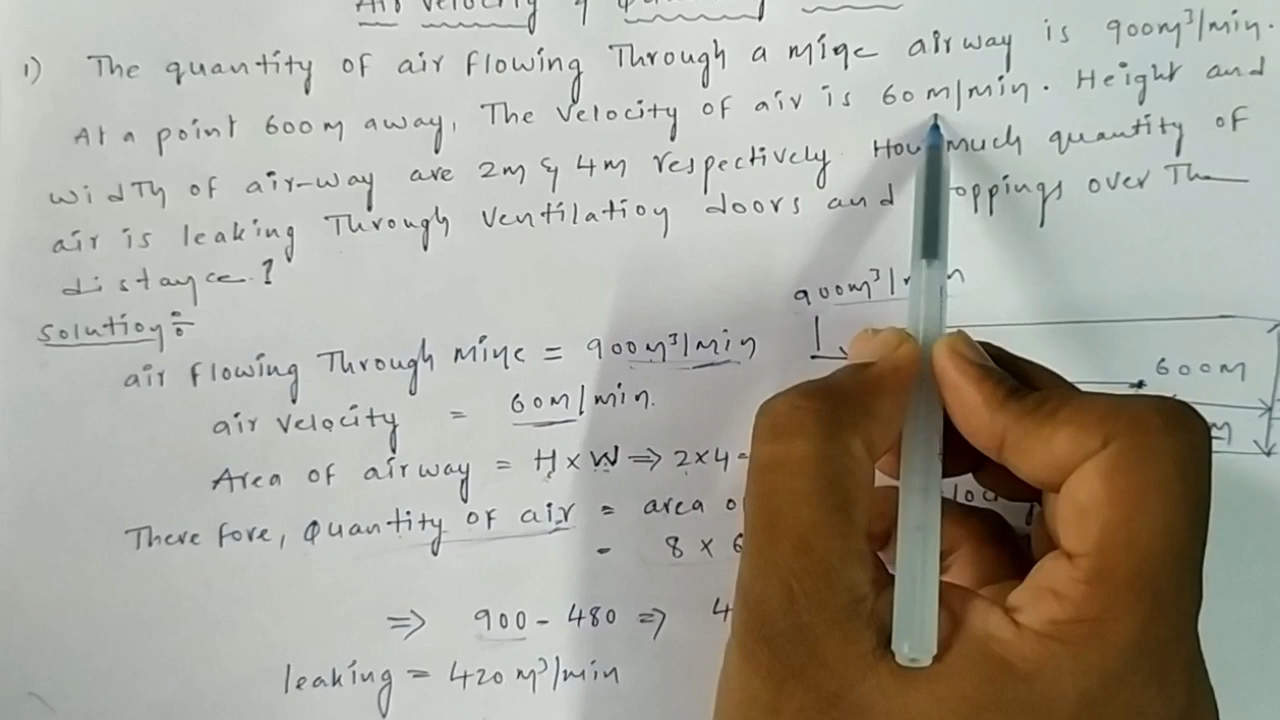 Air velocity
1) The quantity of air flowing Through a mine airway is 900m³/min.
At a point 600m away, The velocity of air is 60m/min. Height and
width of air-way are 2m & 4m respectively. How much quantity of
air is leaking Through ventilation doors and oppings over The
distance?
Solution:
900m³/
air flowing Through mine = 900m³/min
600m
air velocity = 60m/min.
m
Area of airway = H x W ⇒ 2x4=
There fore, Quantity of air = area o
= 8 x 6
⇒ 900 - 480 ⇒ 4
leaking = 420 m³/min